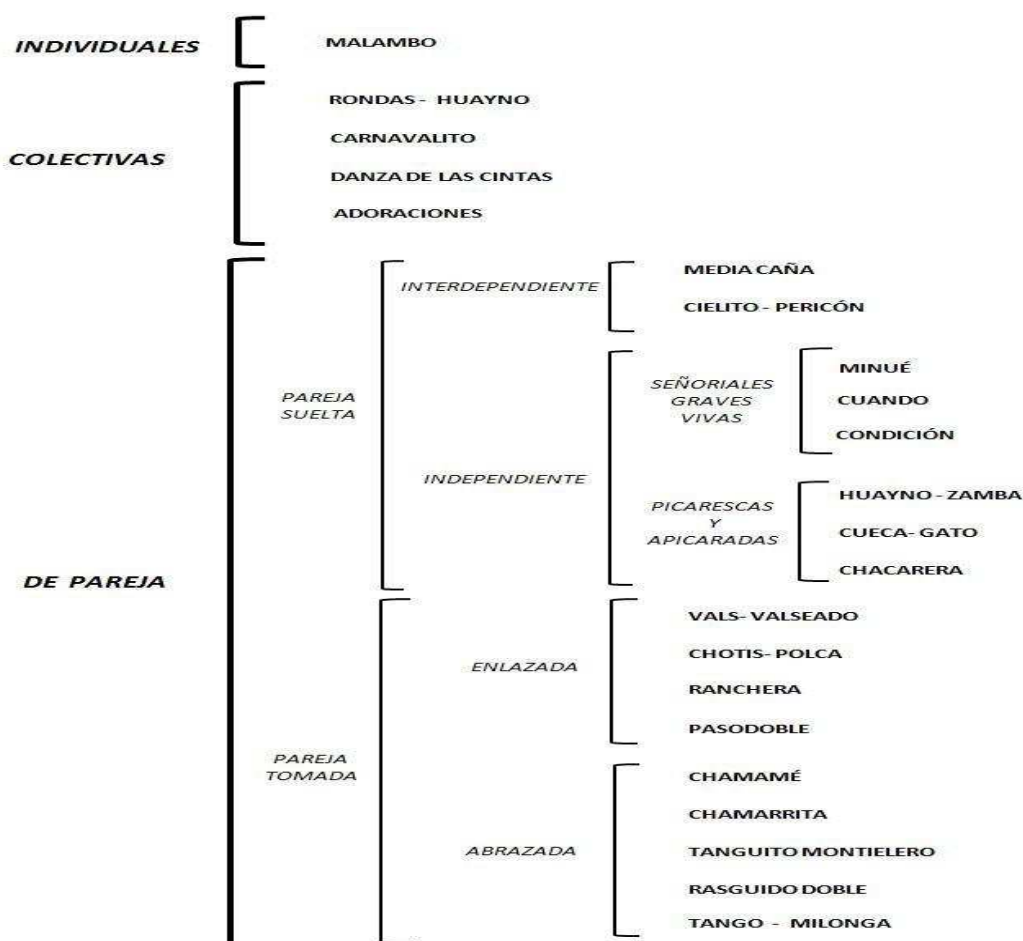 INDIVIDUALES
MALAMBO
COLECTIVAS
RONDAS - HUAYNO
CARNAVALITO
DANZA DE LAS CINTAS
ADORACIONES
DE PAREJA
PAREJA
SUELTA
INTERDEPENDIENTE
MEDIA CAÑA
CIELITO - PERICÓN
INDEPENDIENTE
SEÑORIALES
GRAVES
VIVAS
MINUÉ
CUANDO
CONDICIÓN
PICARESCAS
Y
APICARADAS
HUAYNO - ZAMBA
CUECA- GATO
CHACARERA
PAREJA
TOMADA
ENLAZADA
VALS- VALSEADO
CHOTIS- POLCA
RANCHERA
PASODOBLE
ABRAZADA
CHAMAMÉ
CHAMARRITA
TANGUITO MONTIELERO
RASGUIDO DOBLE
TANGO - MILONGA